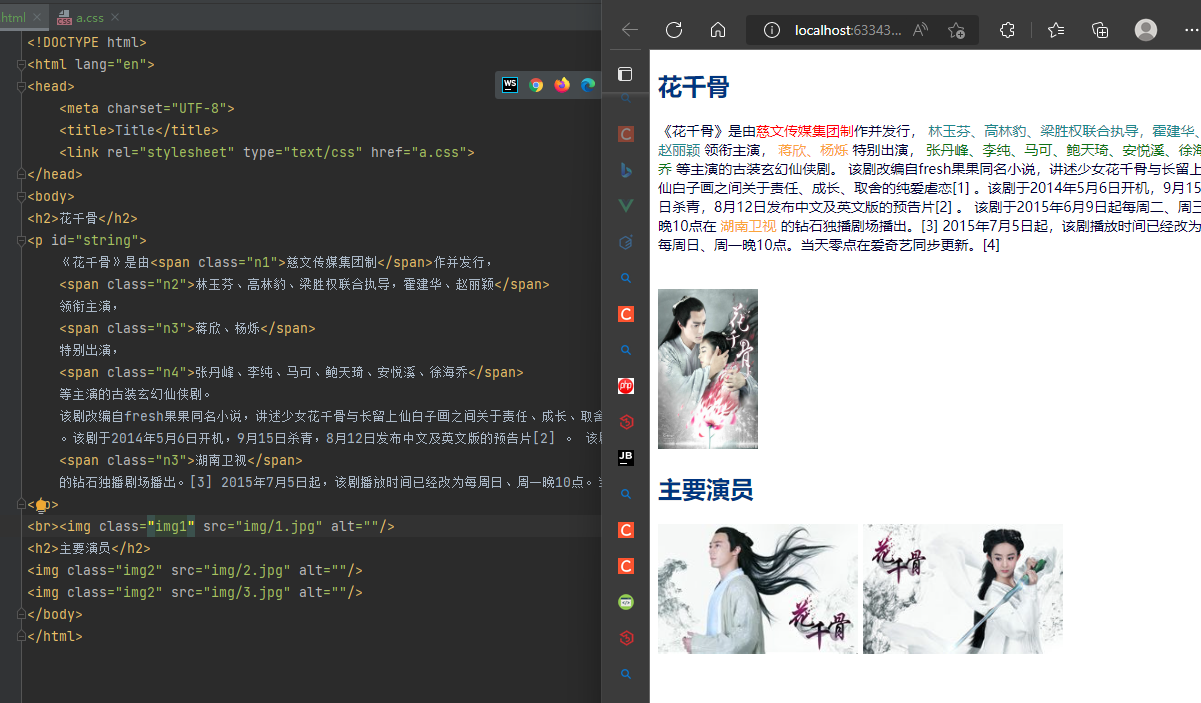 html
a.css
<!DOCTYPE html>
<html lang="en">
<head>
<meta charset="UTF-8">
<title>Title</title>
<link rel="stylesheet" type="text/css" href="a.css">
</head>
<body>
<h2>花千骨</h2>
<p id="string">
《花千骨》是由<span class="n1">慈文传媒集团制</span>作并发行，
<span class="n2">林玉芬、高林豹、梁胜权联合执导，霍建华、赵丽颖</span>
领衔主演，
<span class="n3">蒋欣、杨烁</span>
特别出演，
<span class="n4">张丹峰、李纯、马可、鲍天琦、安悦溪、徐海乔</span>
等主演的古装玄幻仙侠剧。
该剧改编自fresh果果同名小说，讲述少女花千骨与长留上仙白子画之间关于责任、成长、取舍
。该剧于2014年5月6日开机，9月15日杀青，8月12日发布中文及英文版的预告片[2] 。 该剧
<span class="n3">湖南卫视</span>
的钻石独播剧场播出。[3] 2015年7月5日起，该剧播放时间已经改为每周日、周一晚10点。
<br><img class="img1" src="img/1.jpg" alt=""/>
<h2>主要演员</h2>
<img class="img2" src="img/2.jpg" alt=""/>
<img class="img2" src="img/3.jpg" alt=""/>
</body>
</html>
WS
localhost:63343...
花千骨
《花千骨》是由慈文传媒集团制作并发行， 林玉芬、高林豹、梁胜权联合执导，霍建华、
赵丽颖 领衔主演， 蒋欣、杨烁 特别出演， 张丹峰、李纯、马可、鲍天琦、安悦溪、徐海
乔 等主演的古装玄幻仙侠剧。 该剧改编自fresh果果同名小说，讲述少女花千骨与长留上
仙白子画之间关于责任、成长、取舍的纯爱虐恋[1] 。该剧于2014年5月6日开机，9月15
日杀青，8月12日发布中文及英文版的预告片[2] 。 该剧于2015年6月9日起每周二、周三
晚10点在 湖南卫视 的钻石独播剧场播出。[3] 2015年7月5日起，该剧播放时间已经改为
每周日、周一晚10点。当天零点在爱奇艺同步更新。[4]
花千骨
主要演员
花千骨
花千骨
C
C
php
JB
C
C